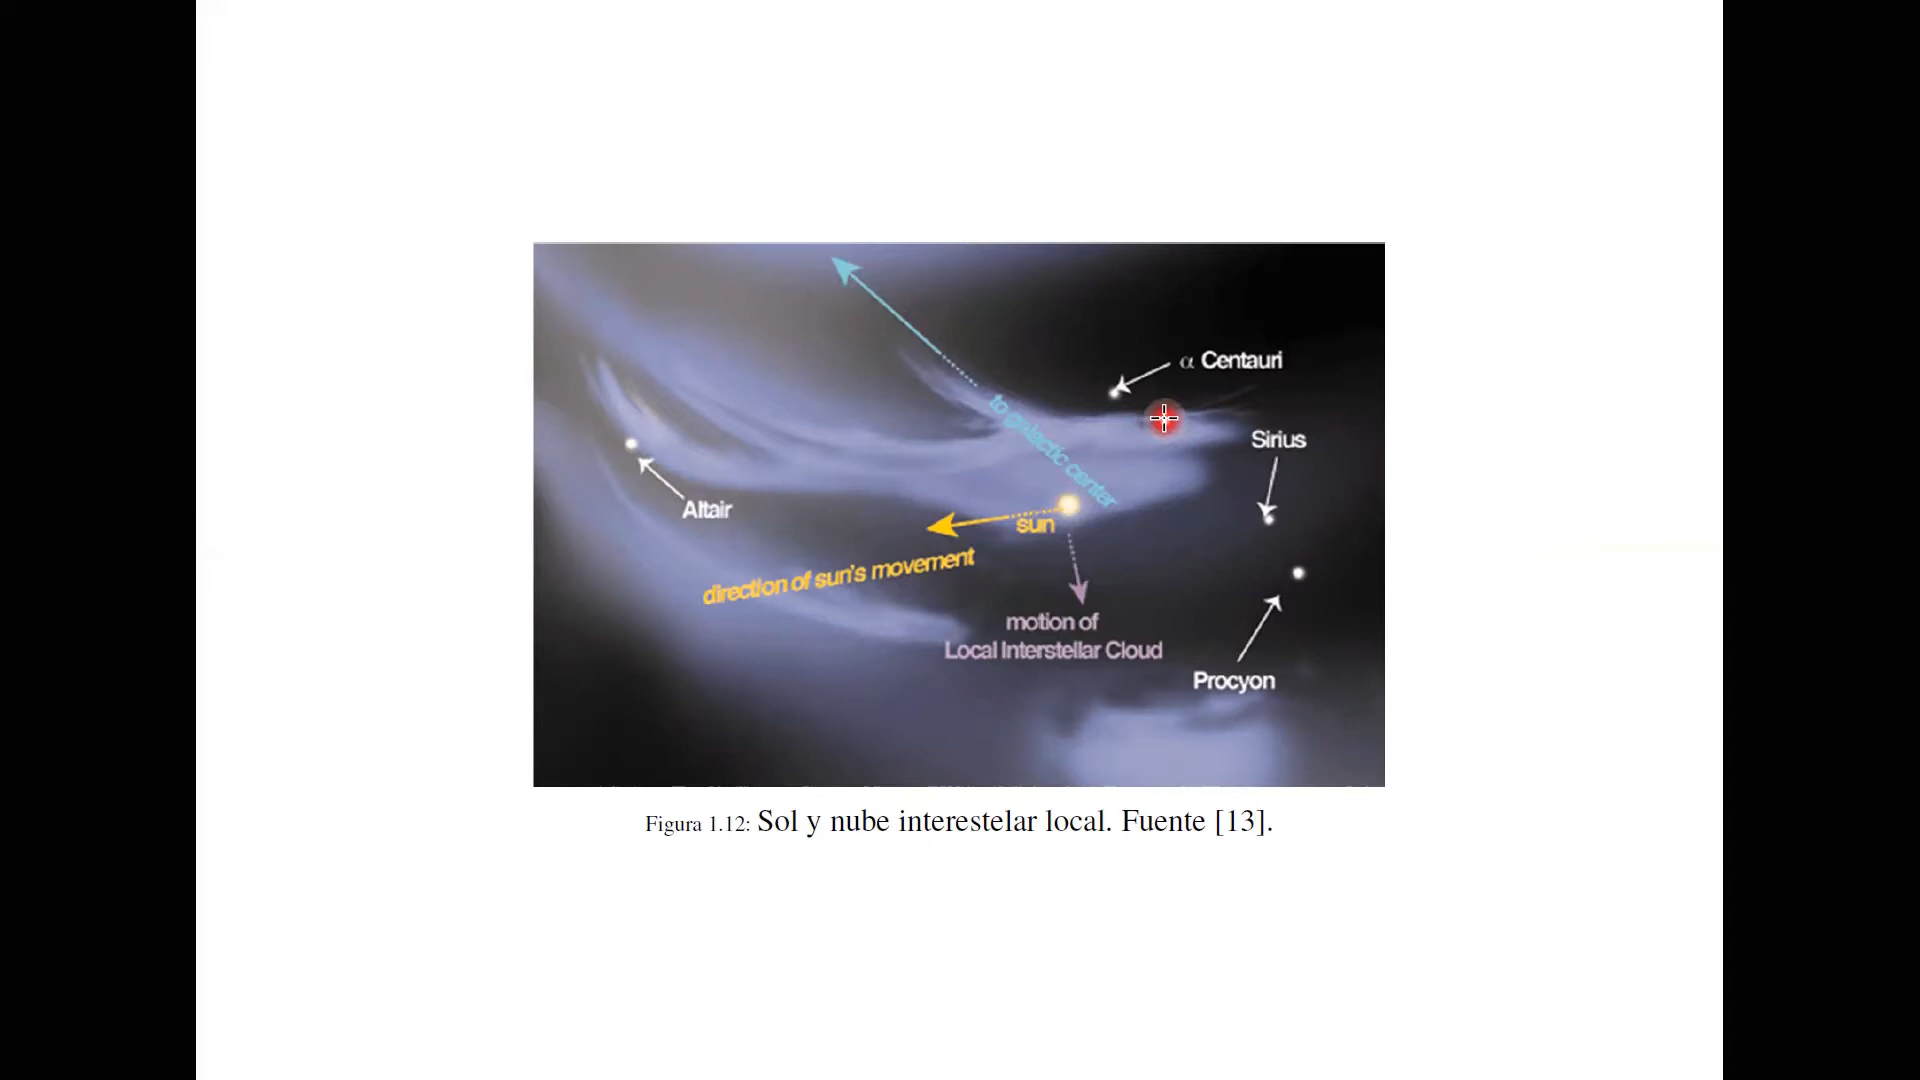 α Centauri
to galactic center
Sirius
Altair
sun
direction of sun's movement
motion of
Local Interstellar Cloud
Procyon
Figura 1.12: Sol y nube interestelar local. Fuente [13].